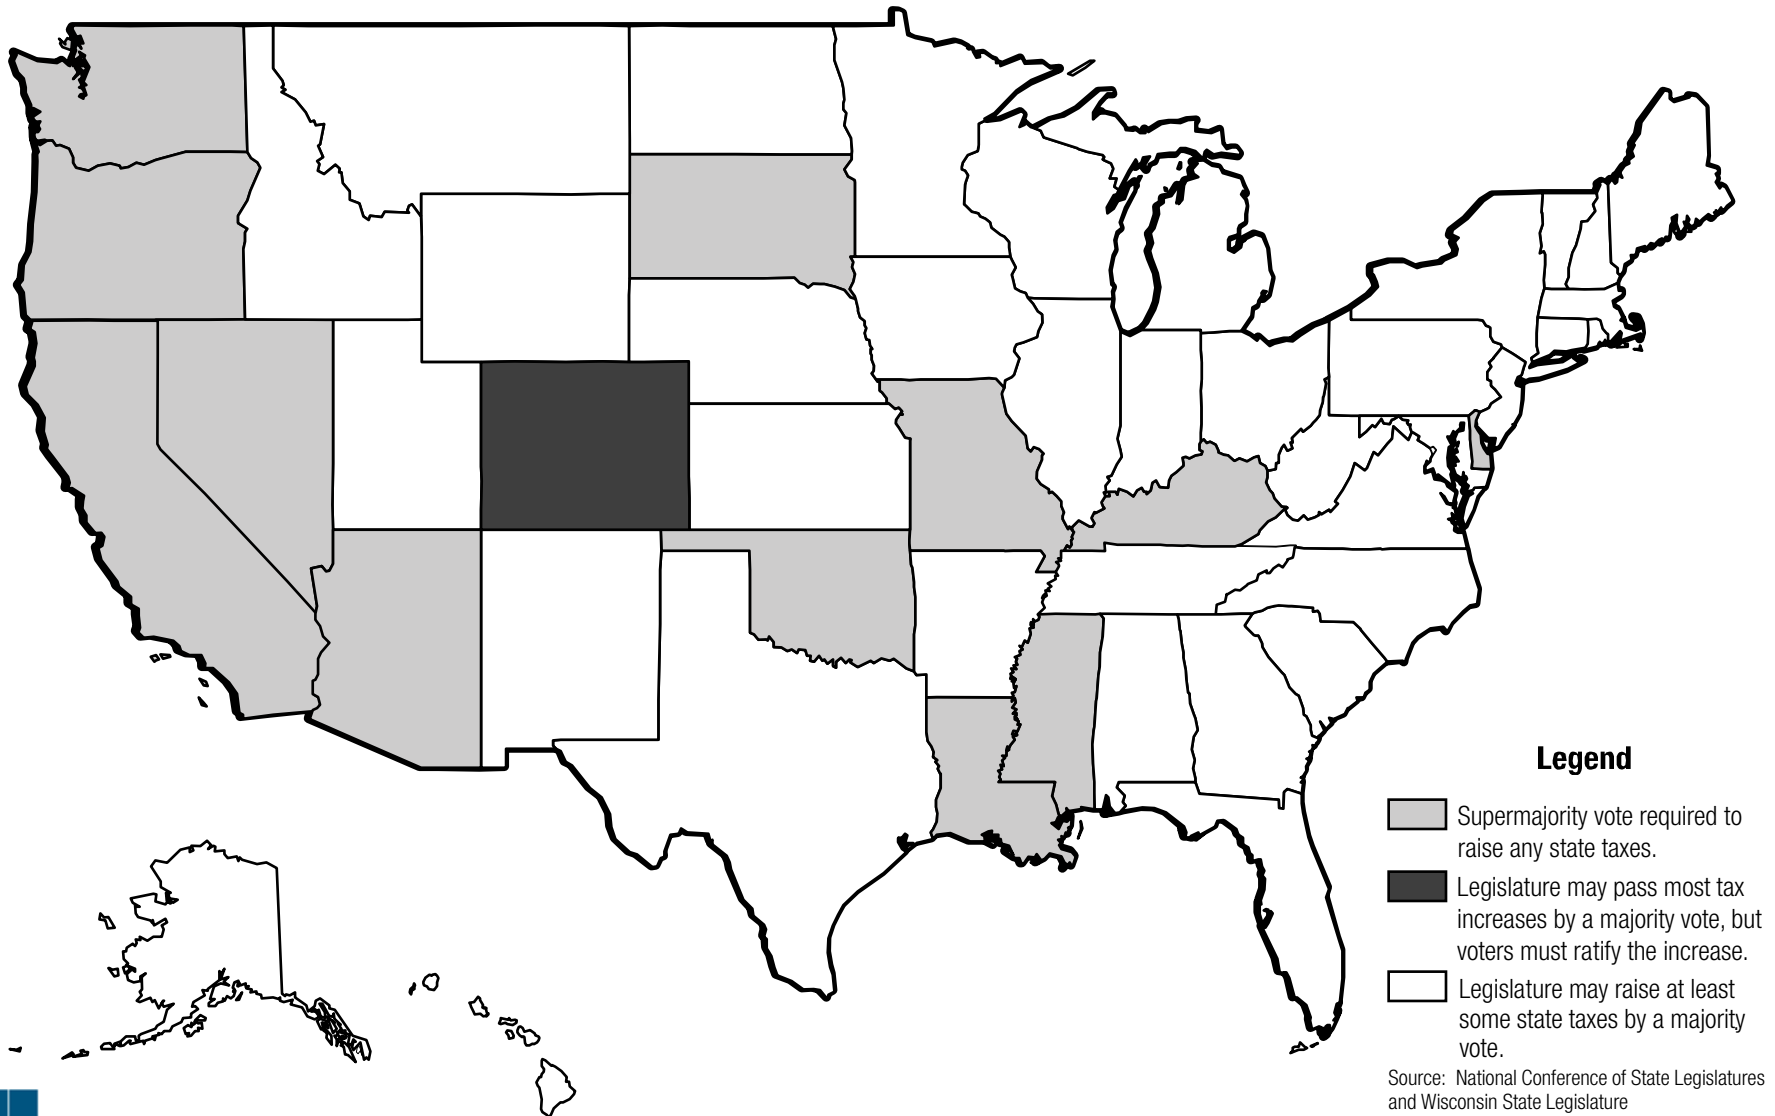 Legend
Supermajority vote required to
raise any state taxes.
Legislature may pass most tax
increases by a majority vote, but
voters must ratify the increase.
Legislature may raise at least
some state taxes by a majority
vote.
Source: National Conference of State Legislatures
and Wisconsin State Legislature